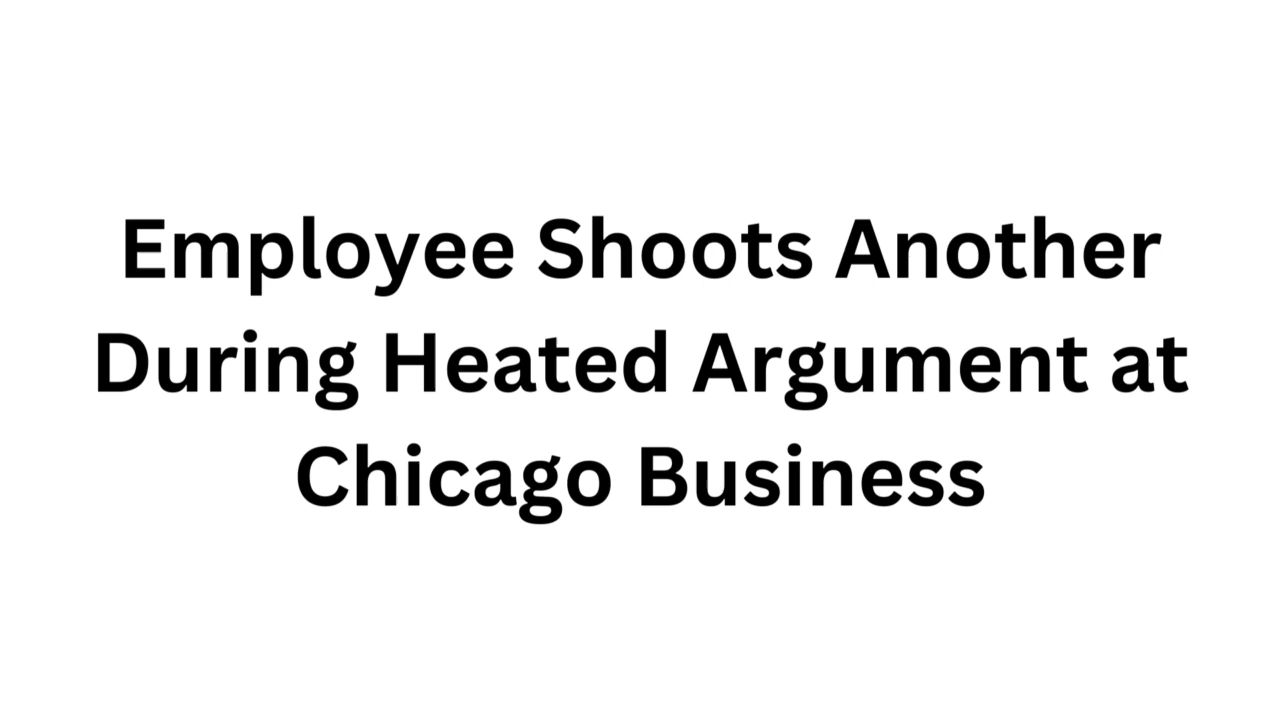 Employee Shoots Another
During Heated Argument at
Chicago Business